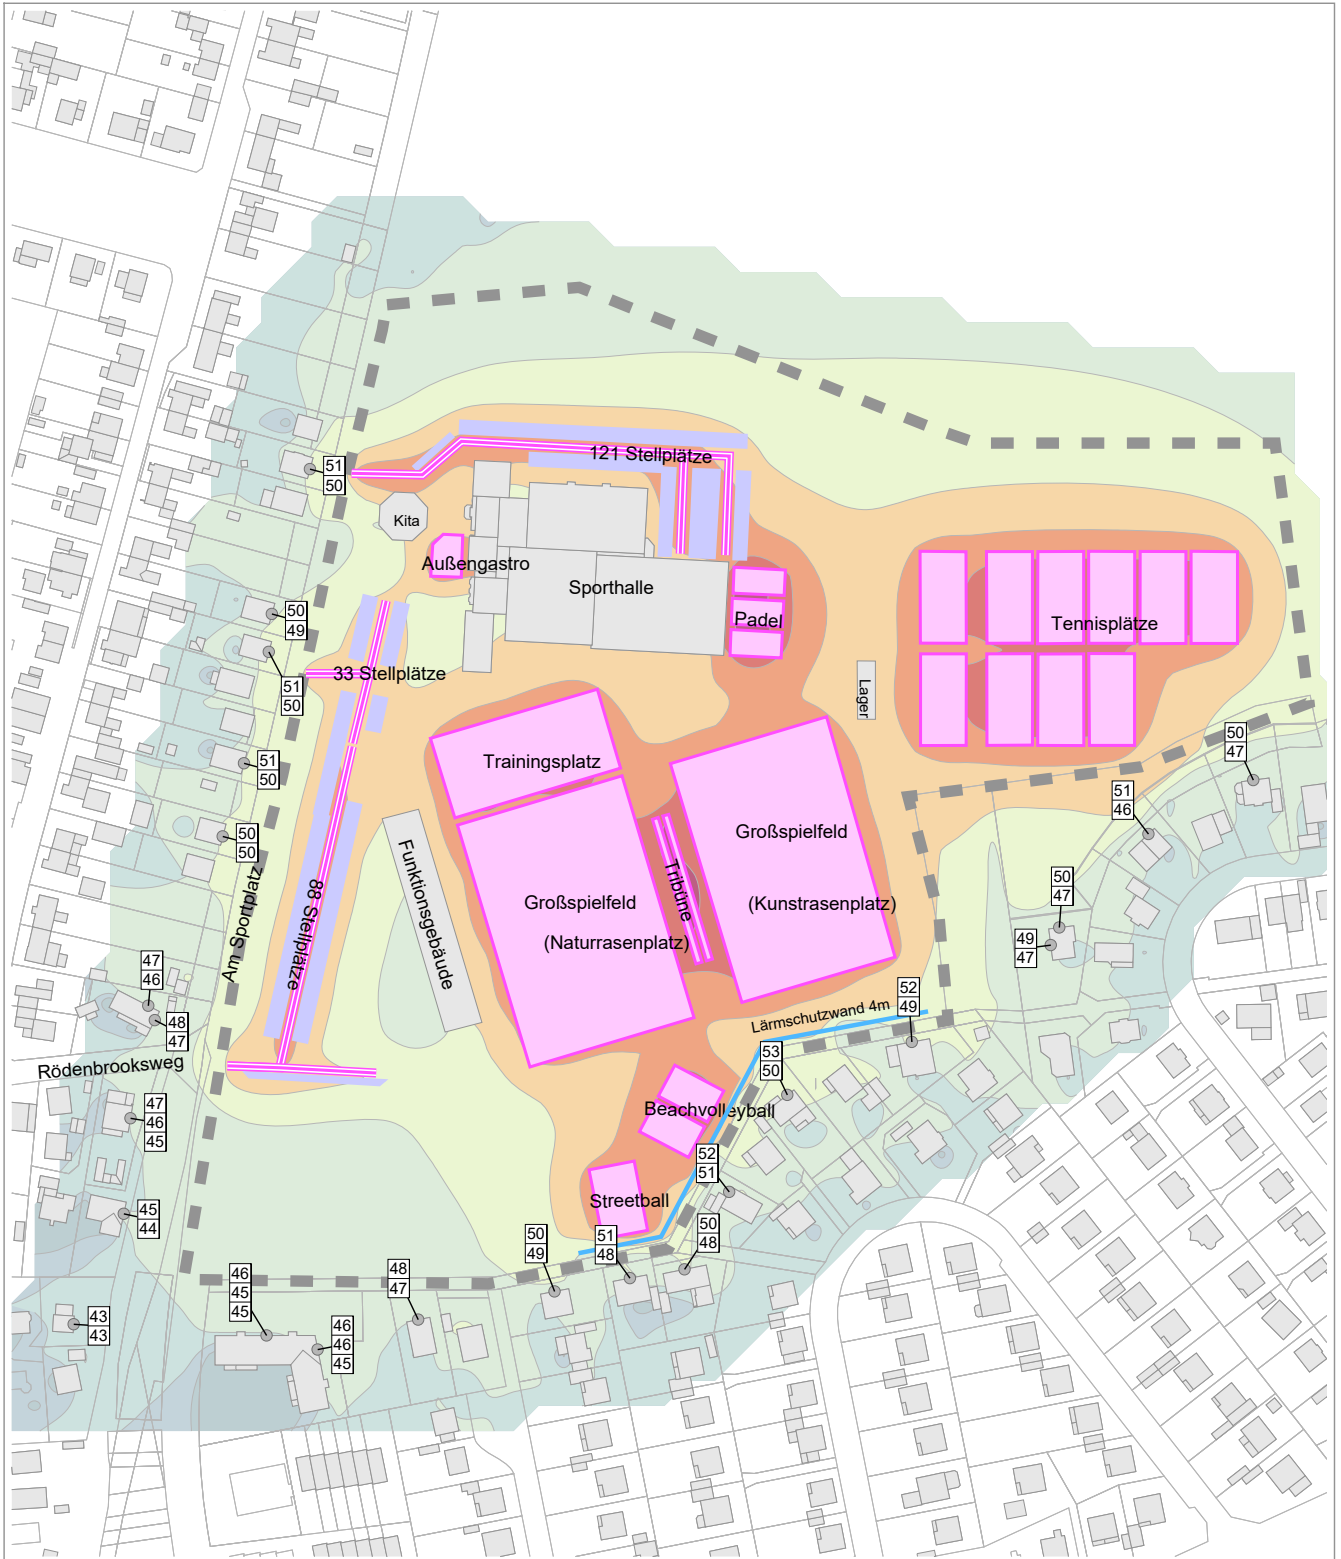 121 Stellplätze
51
50
Kita
Außengastro
Sporthalle
Padel
Tennisplätze
50
49
33 Stellplätze
51
50
Lager
50
47
51
50
Trainingsplatz
51
46
50
50
Großspielfeld
(Kunstrasenplatz)
Tribüne
Funktionsgebäude
Großspielfeld
(Naturrasenplatz)
88 Stellplätze
Am Sportplatz
50
47
49
47
47
46
48
47
52
49
Lärmschutzwand 4m
53
50
Rödenbrooksweg
47
46
45
Beachvolleyball
52
51
Streetball
45
44
50
49
51
48
50
48
48
47
46
45
45
43
43
46
46
45